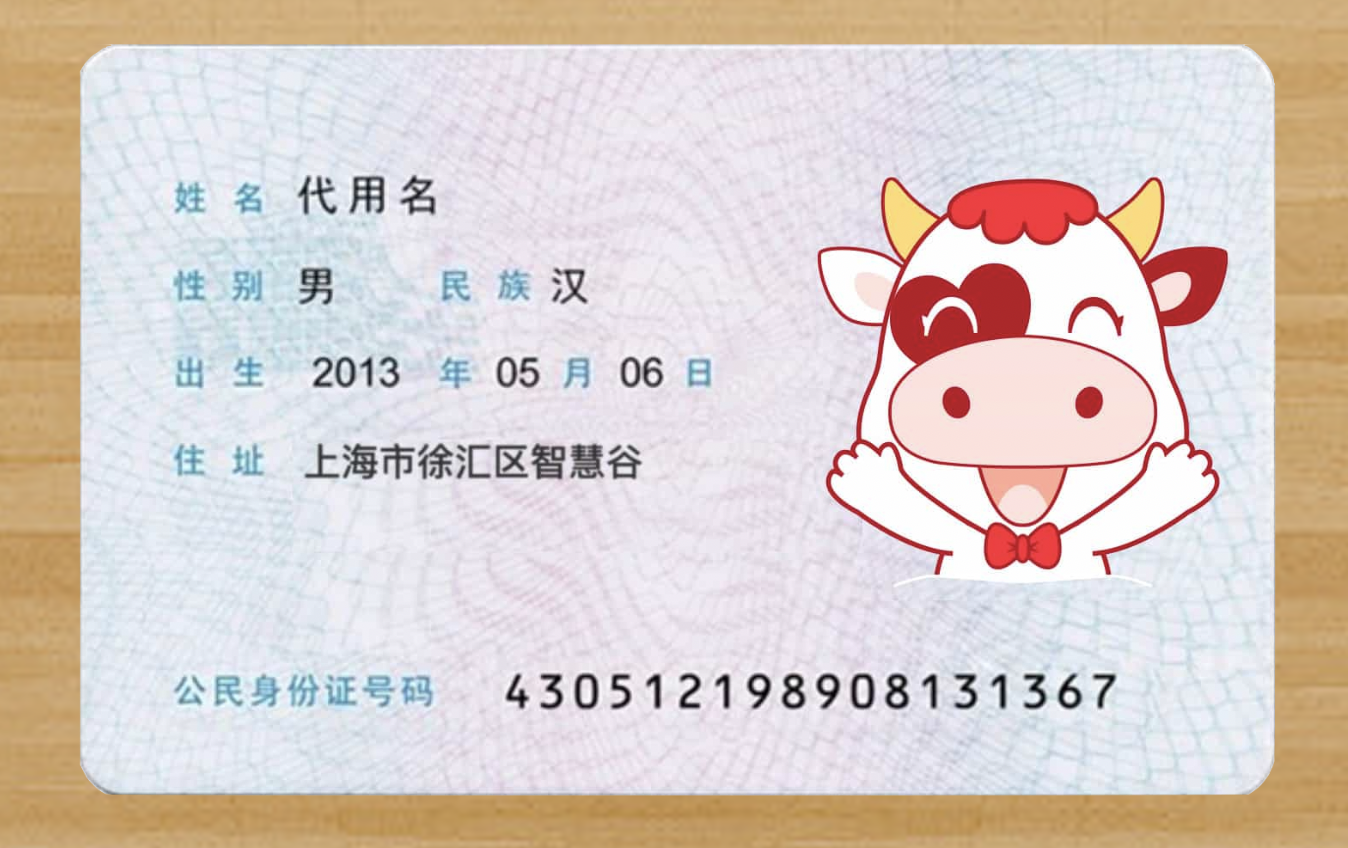 姓名 代用名
性别 男 民族 汉
出生 2013 年 05 月 06 日
住址 上海市徐汇区智慧谷
公民身份证号码 430512198908131367